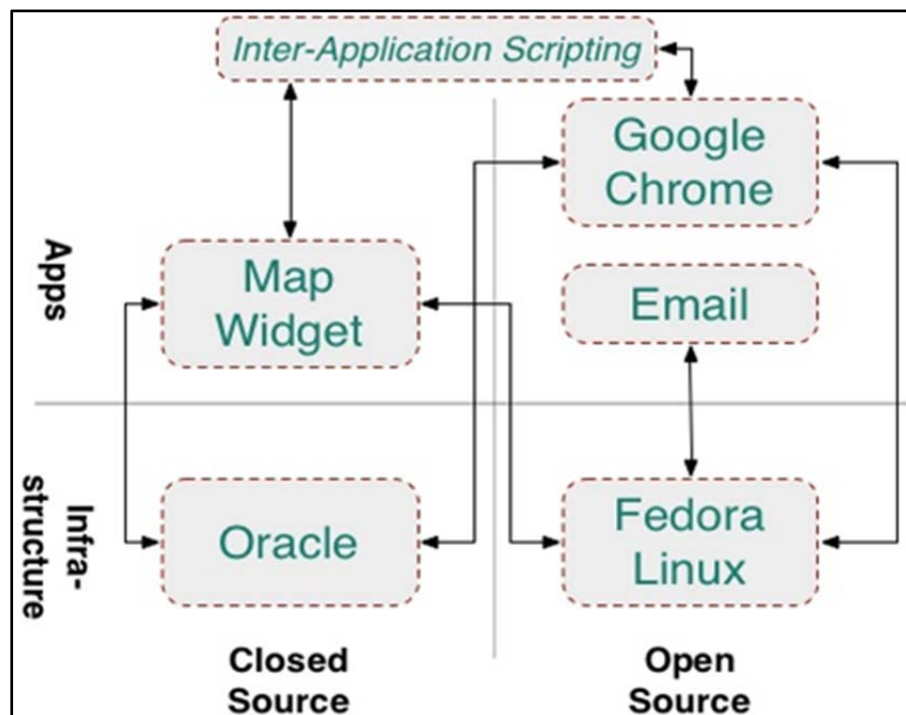 Inter-Application Scripting
Google
Chrome
Apps
Map
Widget
Email
Infra-
structure
Oracle
Fedora
Linux
Closed
Source
Open
Source